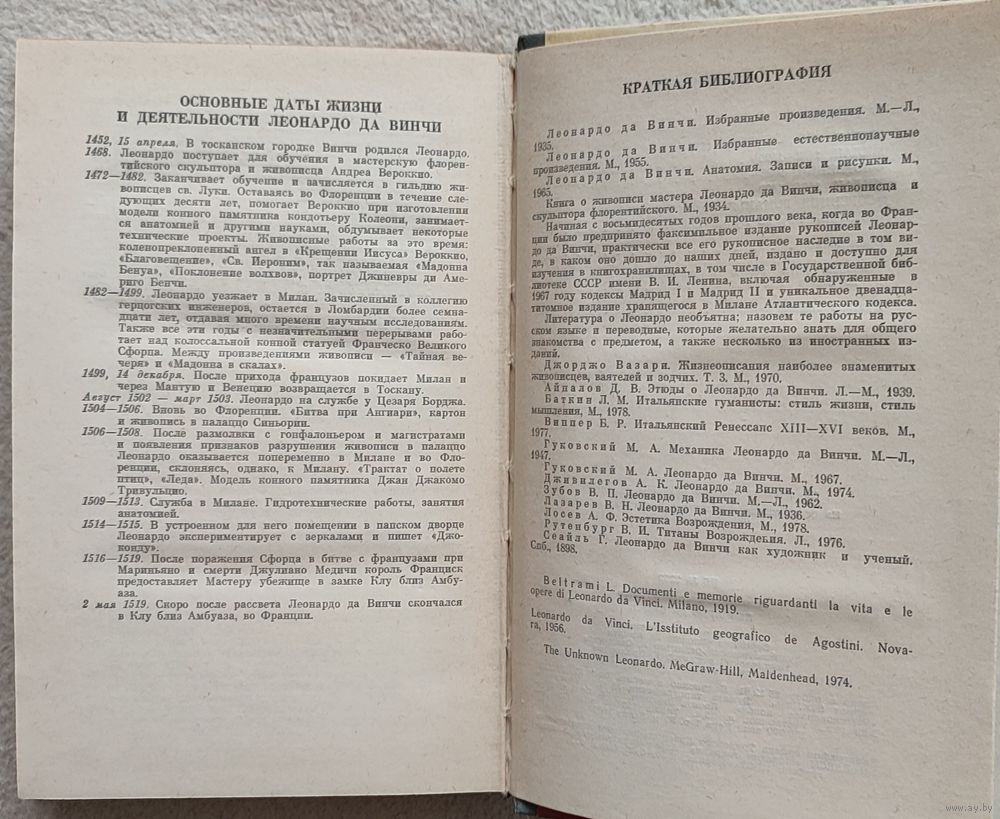 ОСНОВНЫЕ ДАТЫ ЖИЗНИ
И ДЕЯТЕЛЬНОСТИ ЛЕОНАРДО ДА ВИНЧИ
1452, 15 апреля. В тосканском городке Винчи родился Леонардо.
1468. Леонардо поступает для обучения в мастерскую флорен-
тийского скульптора и живописца Андреа Вероккио.
1472—1482. Заканчивает обучение и зачисляется в гильдию жи-
вописцев св. Луки. Оставаясь во Флоренции в течение сле-
дующих десяти лет, помогает Вероккио при изготовлении
модели конного памятника кондотьеру Колеони, занимает-
ся анатомией и другими науками, обдумывает некоторые
технические проекты. Живописные работы за это время:
коленопреклоненный ангел в «Крещении Иисуса» Вероккио,
«Благовещение», «Св. Иероним», так называемая «Мадонна
Бенуа», «Поклонение волхвов», портрет Джиневры ди Аме-
риго Бенчи.
1482—1499. Леонардо уезжает в Милан. Зачисленный в коллегию
герцогских инженеров, остается в Ломбардии более семна-
дцати лет, отдавая много времени научным исследованиям.
Также все эти годы с незначительными перерывами рабо-
тает над колоссальной конной статуей Франческо Великого
Сфорца. Между произведениями живописи — «Тайная ве-
черя» и «Мадонна в скалах».
1499, 14 декабря. После прихода французов покидает Милан и
через Мантую и Венецию возвращается в Тоскану.
Август 1502 — март 1503. Леонардо на службе у Цезаря Борджа.
1504—1506. Вновь во Флоренции. «Битва при Ангиари», картон
и живопись в палаццо Синьории.
1506—1508. После размолвки с гонфалоньером и магистратами
и появления признаков разрушения живописи в палаццо
Леонардо оказывается попеременно в Милане и во Фло-
ренции, склоняясь, однако, к Милану. «Трактат о полете
птиц», «Леда». Модель конного памятника Джан Джакомо
Тривульцио.
1509—1513. Служба в Милане. Гидротехнические работы, занятия
анатомией.
1514—1515. В устроенном для него помещении в папском дворце
Леонардо экспериментирует с зеркалами и пишет «Джо-
конду».
1516—1519. После поражения Сфорца в битве с французами при
Мариньяно и смерти Джулиано Медичи король Франциск
предоставляет Мастеру убежище в замке Клу близ Амбу-
аза.
2 мая 1519. Скоро после рассвета Леонардо да Винчи скончался
в Клу близ Амбуаза, во Франции.
КРАТКАЯ БИБЛИОГРАФИЯ
Леонардо да Винчи. Избранные произведения. М.—Л.,
1935.
Леонардо да Винчи. Избранные естественнонаучные
произведения. М., 1955.
Леонардо да Винчи. Анатомия. Записи и рисунки. М.,
1965.
Книга о живописи мастера Леонардо да Винчи, живописца и
скульптора флорентийского. М., 1934.
Начиная с восьмидесятых годов прошлого века, когда во Фран-
ции было предпринято факсимильное издание рукописей Леонар-
до да Винчи, практически все его рукописное наследие в том ви-
де, в каком оно дошло до наших дней, издано и доступно для
изучения в книгохранилищах, в том числе в Государственной биб-
лиотеке СССР имени В. И. Ленина, включая обнаруженные в
1967 году кодексы Мадрид I и Мадрид II и уникальное двенадца-
титомное издание хранящегося в Милане Атлантического кодекса.
Литература о Леонардо необъятна; назовем те работы на рус-
ском языке и переводные, которые желательно знать для общего
знакомства с предметом, а также несколько из иностранных из-
даний.
Джорджо Вазари. Жизнеописания наиболее знаменитых
живописцев, ваятелей и зодчих. Т. 3. М., 1970.
Айналов Д. В. Этюды о Леонардо да Винчи. Л.—М., 1939.
Баткин Л. М. Итальянские гуманисты: стиль жизни, стиль
мышления, М., 1978.
Виппер Б. Р. Итальянский Ренессанс XIII—XVI веков. М.,
1977.
Гуковский М. А. Механика Леонардо да Винчи. М.—Л.,
1947.
Гуковский М. А. Леонардо да Винчи. М., 1967.
Дживилегов А. К. Леонардо да Винчи. М., 1974.
Зубов В. П. Леонардо да Винчи. М.—Л., 1962.
Лазарев В. Н. Леонардо да Винчи. М., 1936.
Лосев А. Ф. Эстетика Возрождения, М., 1978.
Рутенбург В. И. Титаны Возрождения. Л., 1976.
Сеайль Г. Леонардо да Винчи как художник и ученый.
Спб., 1898.
Beltrami L. Documenti e memorie riguardanti la vita e le
opere di Leonardo da Vinci. Milano, 1919.
Leonardo da Vinci. L'Isstituto geografico de Agostini. Nova-
ra, 1956.
The Unknown Leonardo. McGraw-Hill, Maidenhead, 1974.
www.ay.by